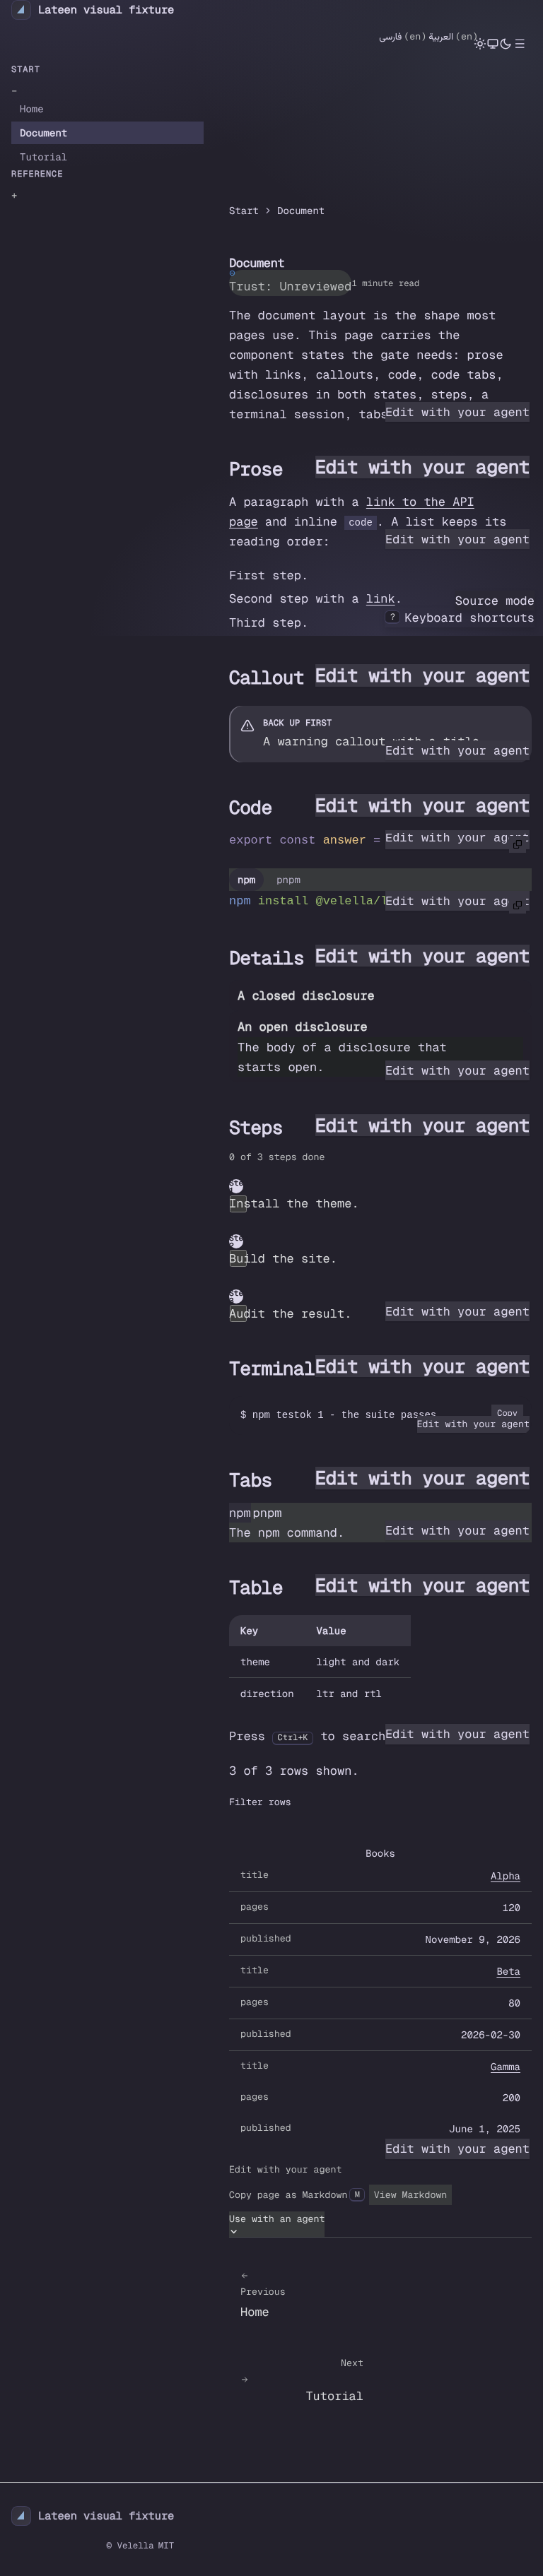 Lateen visual fixture
فارسی (en) العربية (en)
START
−
Home
Document
Tutorial
REFERENCE
+
Start > Document
Document
Trust: Unreviewed 1 minute read
The document layout is the shape most
pages use. This page carries the
component states the gate needs: prose
with links, callouts, code, code tabs,
disclosures in both states, steps, a
terminal session, tabs
Edit with your agent
Prose
Edit with your agent
A paragraph with a link to the API
page and inline code. A list keeps its
reading order:
Edit with your agent
First step.
Second step with a link.
Third step.
Source mode
? Keyboard shortcuts
Callout
Edit with your agent
BACK UP FIRST
A warning callout with a title
Edit with your agent
Code
Edit with your agent
export const answer =
Edit with your agent
npm pnpm
npm install @velella/l
Edit with your ag
Details
Edit with your agent
A closed disclosure
An open disclosure
The body of a disclosure that
starts open.
Edit with your agent
Steps
Edit with your agent
0 of 3 steps done
Install the theme.
Build the site.
Audit the result.
Edit with your agent
Terminal
Edit with your agent
$ npm testok 1 - the suite passes
Copy
Edit with your agent
Tabs
Edit with your agent
npm pnpm
The npm command.
Edit with your agent
Table
Edit with your agent
Key Value
theme light and dark
direction ltr and rtl
Press Ctrl+K to search
Edit with your agent
3 of 3 rows shown.
Filter rows
Books
title Alpha
pages 120
published November 9, 2026
title Beta
pages 80
published 2026-02-30
title Gamma
pages 200
published June 1, 2025
Edit with your agent
Edit with your agent
Copy page as Markdown M View Markdown
Use with an agent
←
Previous
Home
Next
→
Tutorial
Lateen visual fixture
© Velella MIT